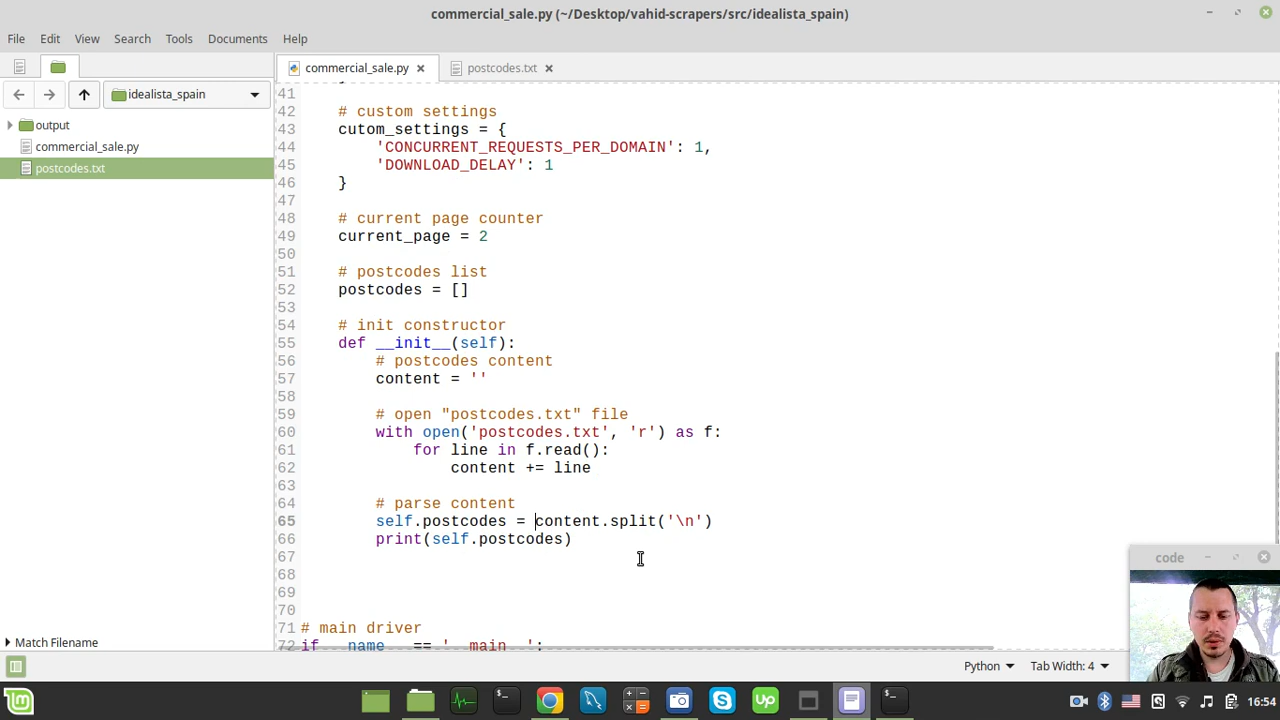 commercial_sale.py (~/Desktop/vahid-scrapers/src/idealista_spain)
File Edit View Search Tools Documents Help
commercial_sale.py
postcodes.txt
idealista_spain
output
commercial_sale.py
postcodes.txt
41
42 # custom settings
43 cutom_settings = {
44 'CONCURRENT_REQUESTS_PER_DOMAIN': 1,
45 'DOWNLOAD_DELAY': 1
46 }
47
48 # current page counter
49 current_page = 2
50
51 # postcodes list
52 postcodes = []
53
54 # init constructor
55 def __init__(self):
56 # postcodes content
57 content = ''
58
59 # open "postcodes.txt" file
60 with open('postcodes.txt', 'r') as f:
61 for line in f.read():
62 content += line
63
64 # parse content
65 self.postcodes = content.split('\n')
66 print(self.postcodes)
67
68
69
70
71 # main driver
72 if __name__ == '__main__':
Match Filename
code
Python Tab Width: 4
16:54